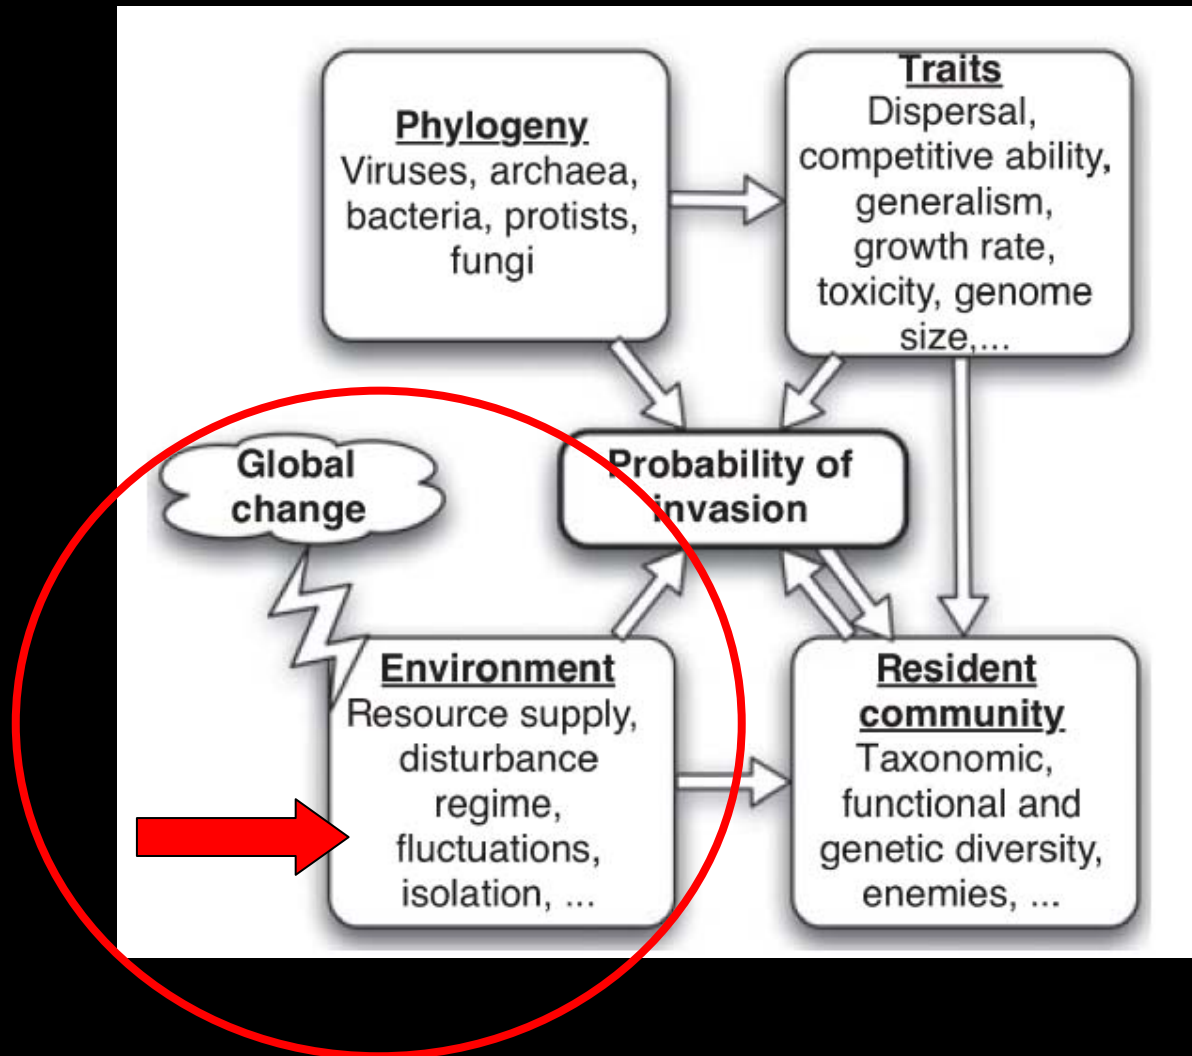 Phylogeny
Viruses, archaea,
bacteria, protists,
fungi
Traits
Dispersal,
competitive ability,
generalism,
growth rate,
toxicity, genome
size,...
Global
change
Probability of
invasion
Environment
Resource supply,
disturbance
regime,
fluctuations,
isolation, ...
Resident
community
Taxonomic,
functional and
genetic diversity,
enemies, ...